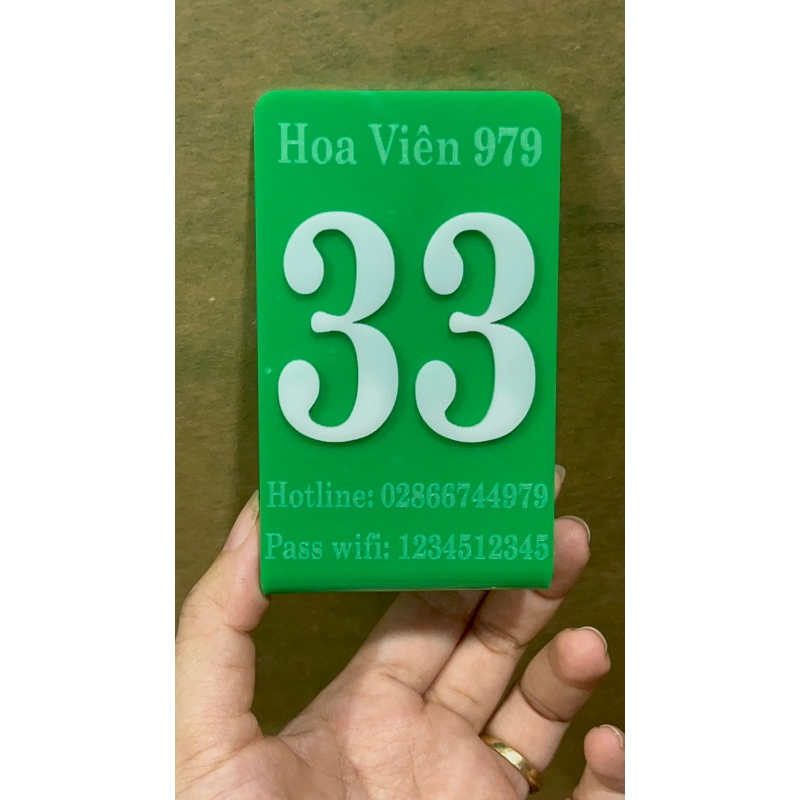 Hoa Viên 979
33
Hotline: 02866744979
Pass wifi: 1234512345